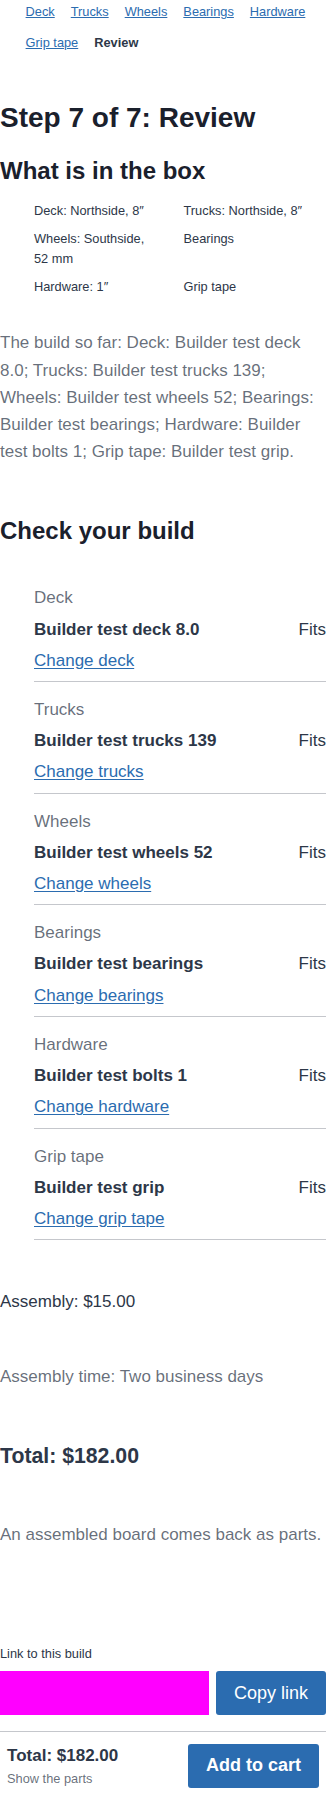 Deck Trucks Wheels Bearings Hardware
Grip tape Review
Step 7 of 7: Review
What is in the box
Deck: Northside, 8″ Trucks: Northside, 8″
Wheels: Southside, Bearings
52 mm
Hardware: 1″ Grip tape
The build so far: Deck: Builder test deck
8.0; Trucks: Builder test trucks 139;
Wheels: Builder test wheels 52; Bearings:
Builder test bearings; Hardware: Builder
test bolts 1; Grip tape: Builder test grip.
Check your build
Deck
Builder test deck 8.0 Fits
Change deck
Trucks
Builder test trucks 139 Fits
Change trucks
Wheels
Builder test wheels 52 Fits
Change wheels
Bearings
Builder test bearings Fits
Change bearings
Hardware
Builder test bolts 1 Fits
Change hardware
Grip tape
Builder test grip Fits
Change grip tape
Assembly: $15.00
Assembly time: Two business days
Total: $182.00
An assembled board comes back as parts.
Link to this build
Copy link
Total: $182.00 Add to cart
Show the parts